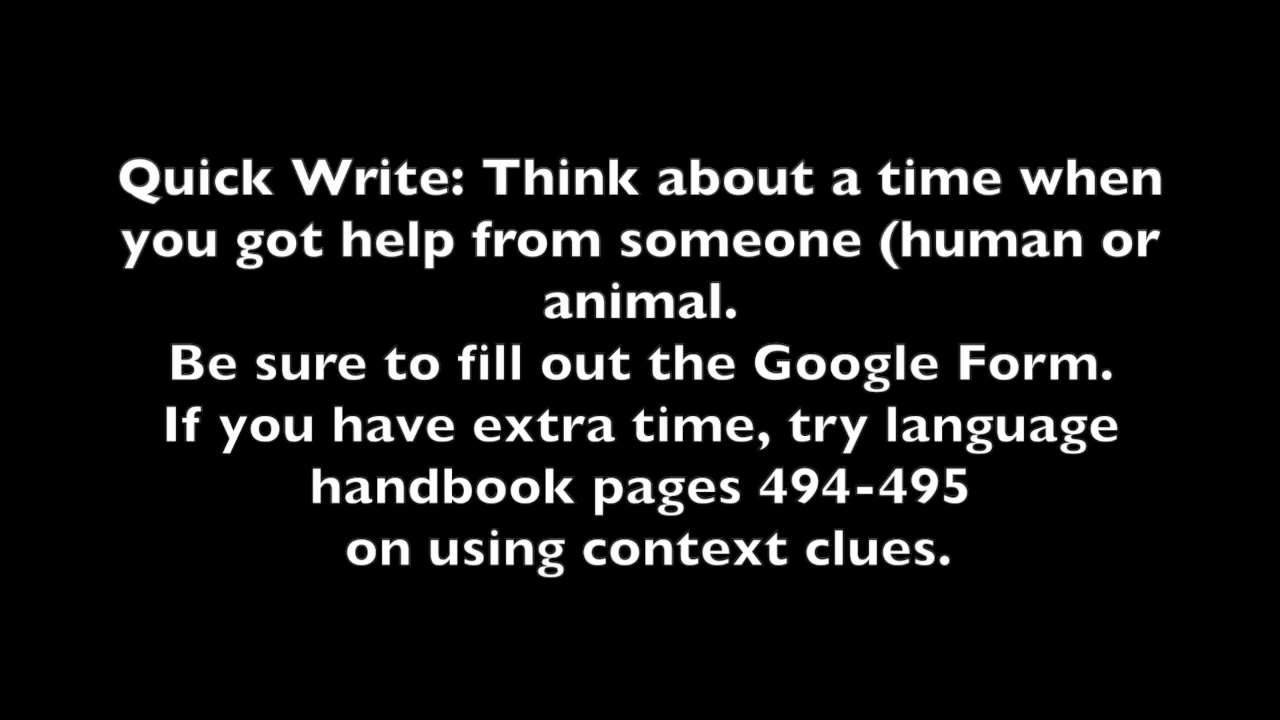 Quick Write: Think about a time when
you got help from someone (human or
animal.
Be sure to fill out the Google Form.
If you have extra time, try language
handbook pages 494-495
on using context clues.